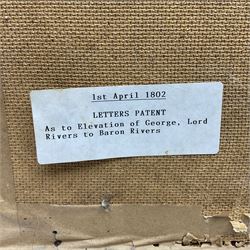 1st April 1802
LETTERS PATENT
As to Elevation of George, Lord
Rivers to Baron Rivers